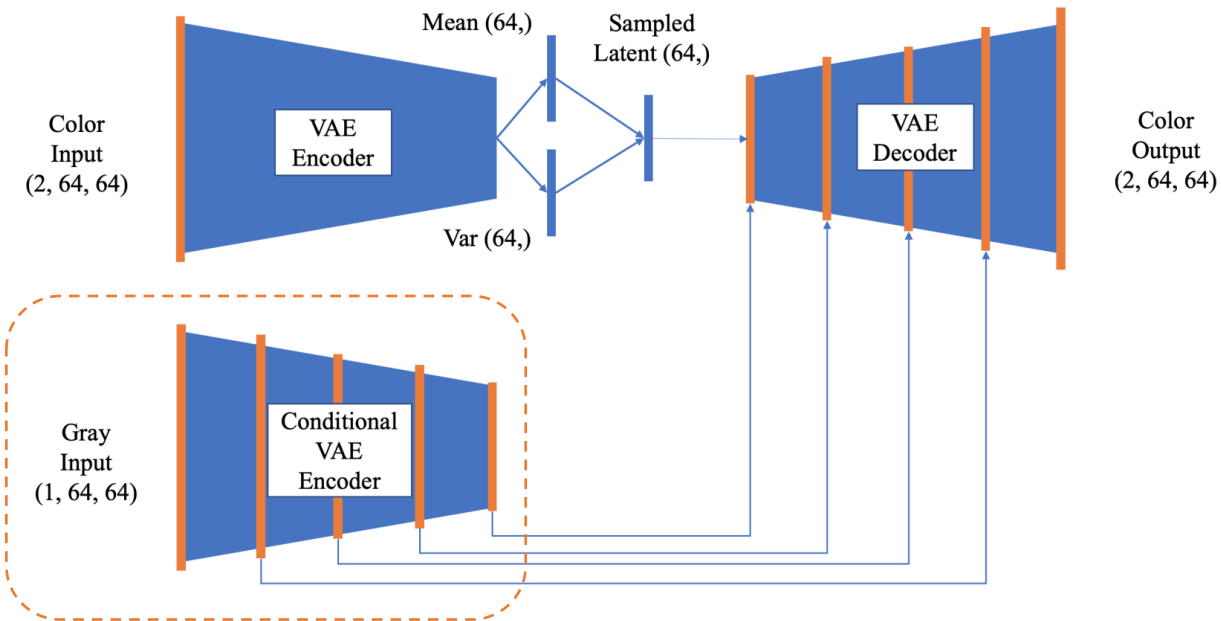 Color
Input
(2, 64, 64)
VAE
Encoder
Mean (64,)
Var (64,)
Sampled
Latent (64,)
VAE
Decoder
Color
Output
(2, 64, 64)
Gray
Input
(1, 64, 64)
Conditional
VAE
Encoder